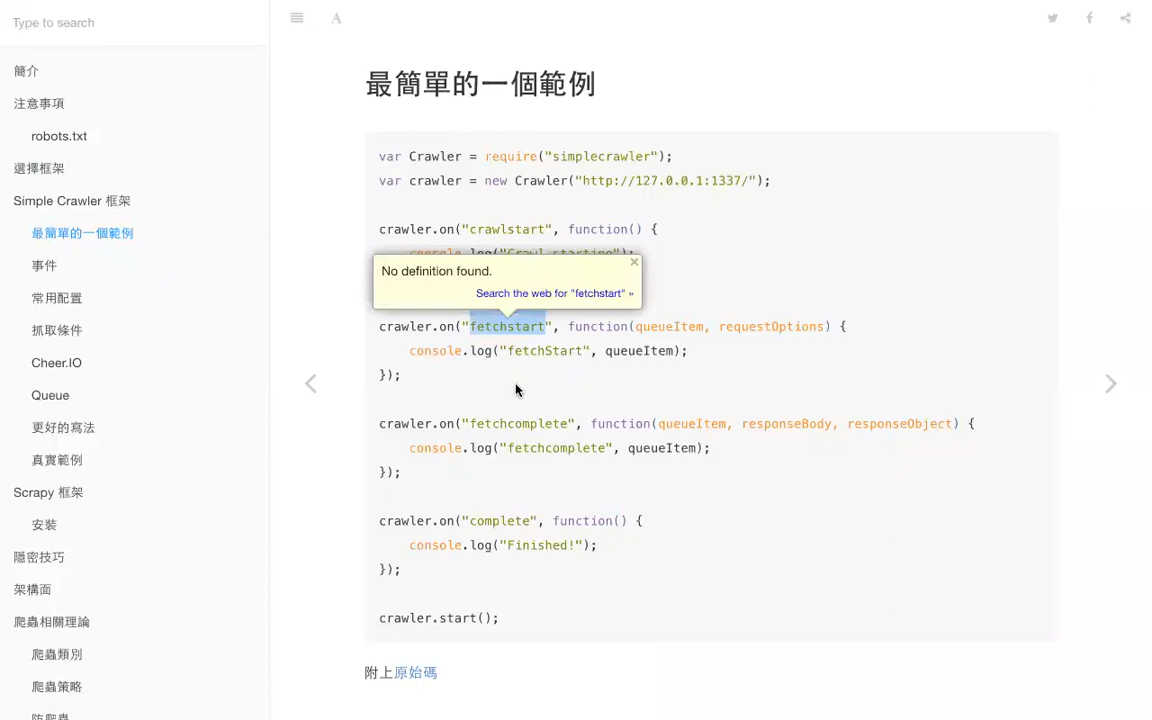 Type to search
簡介
注意事項
robots.txt
選擇框架
Simple Crawler 框架
最簡單的一個範例
事件
常用配置
抓取條件
Cheer.IO
Queue
更好的寫法
真實範例
Scrapy 框架
安裝
隱密技巧
架構面
爬蟲相關理論
爬蟲類別
爬蟲策略
防爬蟲
A
最簡單的一個範例
var Crawler = require("simplecrawler");
var crawler = new Crawler("http://127.0.0.1:1337/");
crawler.on("crawlstart", function() {
console.log("Crawl starting");
No definition found.
Search the web for "fetchstart" »
crawler.on("fetchstart", function(queueItem, requestOptions) {
console.log("fetchStart", queueItem);
});
crawler.on("fetchcomplete", function(queueItem, responseBody, responseObject) {
console.log("fetchcomplete", queueItem);
});
crawler.on("complete", function() {
console.log("Finished!");
});
crawler.start();
附上原始碼